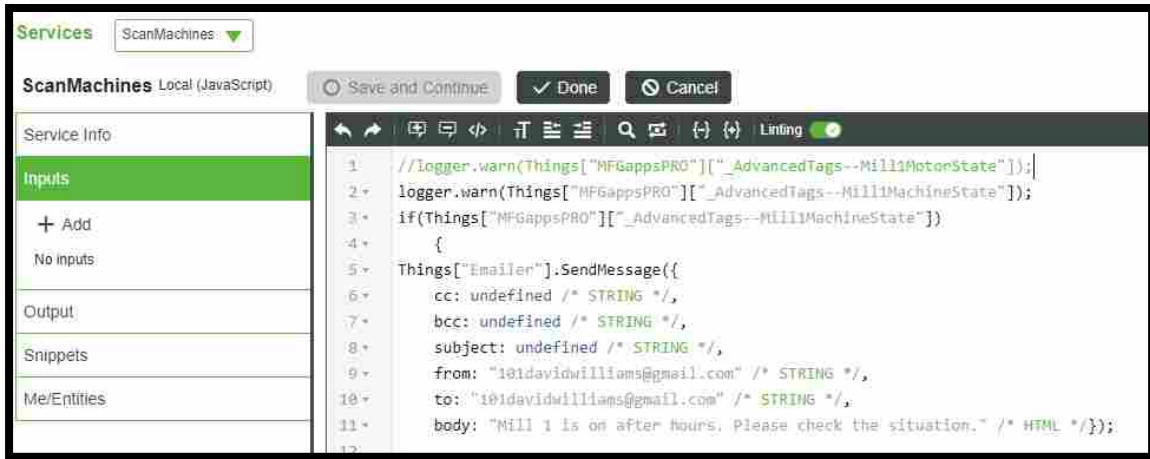 Services ScanMachines
ScanMachines Local (JavaScript) Save and Continue Done Cancel
Service Info
Inputs
+ Add
No inputs
Output
Snippets
Me/Entities
Linting
1 //logger.warn(Things["MFGappsPRO"]["_AdvancedTags--Mill1MotorState"]);
2 logger.warn(Things["MFGappsPRO"]["_AdvancedTags--Mill1MachineState"]);
3 if(Things["MFGappsPRO"]["_AdvancedTags--Mill1MachineState"])
4 {
5 Things["Emailer"].SendMessage({
6 cc: undefined /* STRING */,
7 bcc: undefined /* STRING */,
8 subject: undefined /* STRING */,
9 from: "101davidwilliams@gmail.com" /* STRING */,
10 to: "101davidwilliams@gmail.com" /* STRING */,
11 body: "Mill 1 is on after hours. Please check the situation." /* HTML */});
12